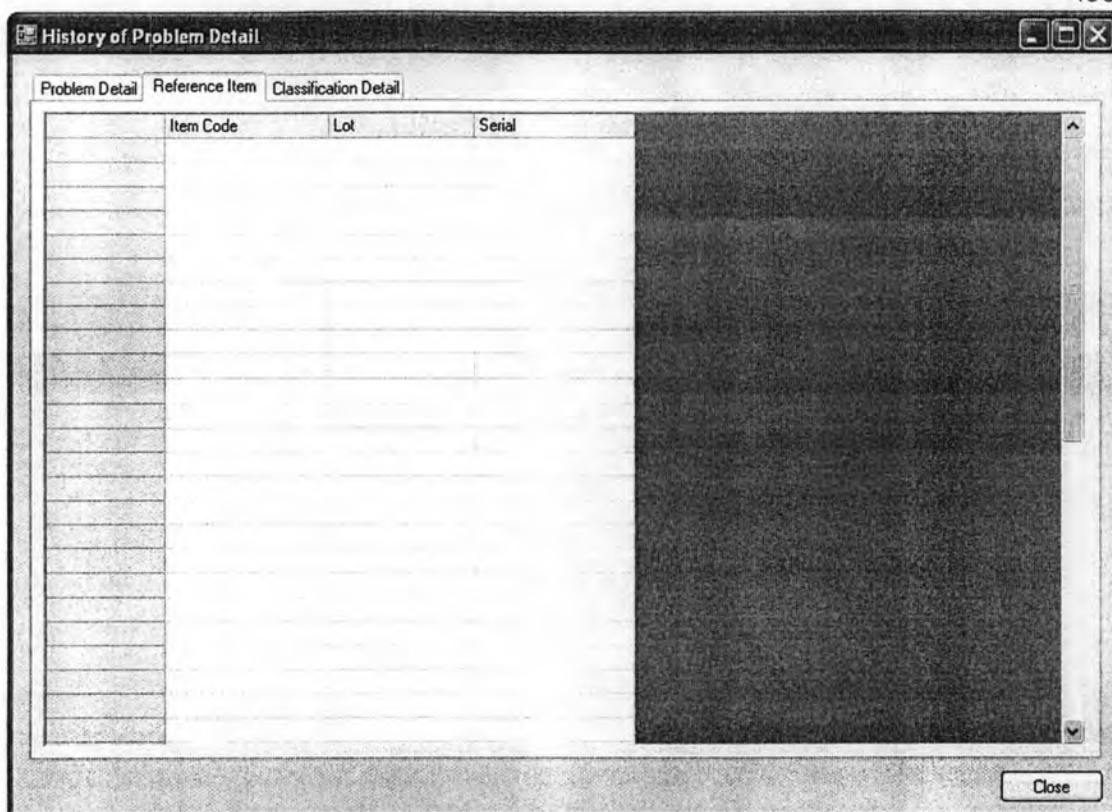 History of Problem Detail
Problem Detail Reference Item Classification Detail
Item Code Lot Serial
Close